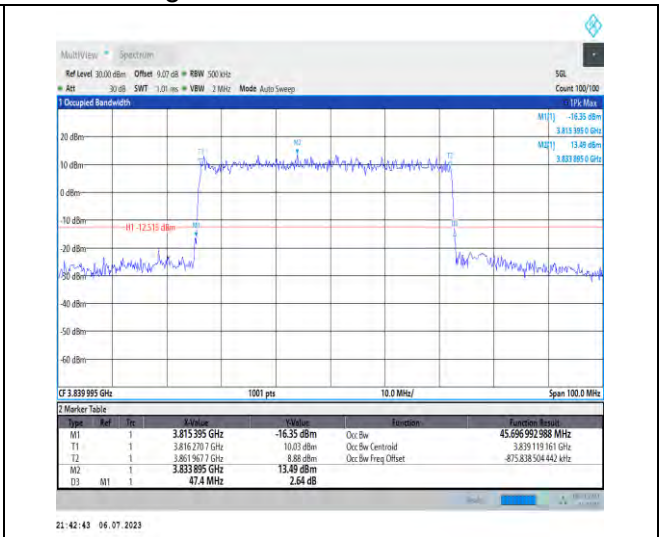 MultiView Spectrum
Ref Level 30.00 dBm Offset 9.07 dB RBW 500 kHz SGL
Att 30 dB SWT 1.01 ms VBW 2 MHz Mode Auto Sweep Count 100/100
1 Occupied Bandwidth 1Pk Max
M1[1] -16.35 dBm
3.815 395 0 GHz
M2[1] 13.49 dBm
3.833 895 0 GHz
20 dBm
10 dBm
0 dBm
-10 dBm
-20 dBm
-30 dBm
-40 dBm
-50 dBm
-60 dBm
M2
T2
H1 -12.515 dBm
M1
CF 3.839 995 GHz 1001 pts 10.0 MHz/ Span 100.0 MHz
2 Marker Table
Type Ref Trc X-Value Y-Value Function Function Result
M1 1 3.815 395 GHz -16.35 dBm Occ Bw 45.696 992 988 MHz
T1 1 3.816 270 7 GHz 10.03 dBm Occ Bw Centroid 3.839 119 161 GHz
T2 1 3.861 967 7 GHz 8.88 dBm Occ Bw Freq Offset -875.838 504 442 kHz
M2 1 3.833 895 GHz 13.49 dBm
D3 M1 1 47.4 MHz 2.64 dB
21:42:43 06.07.2023